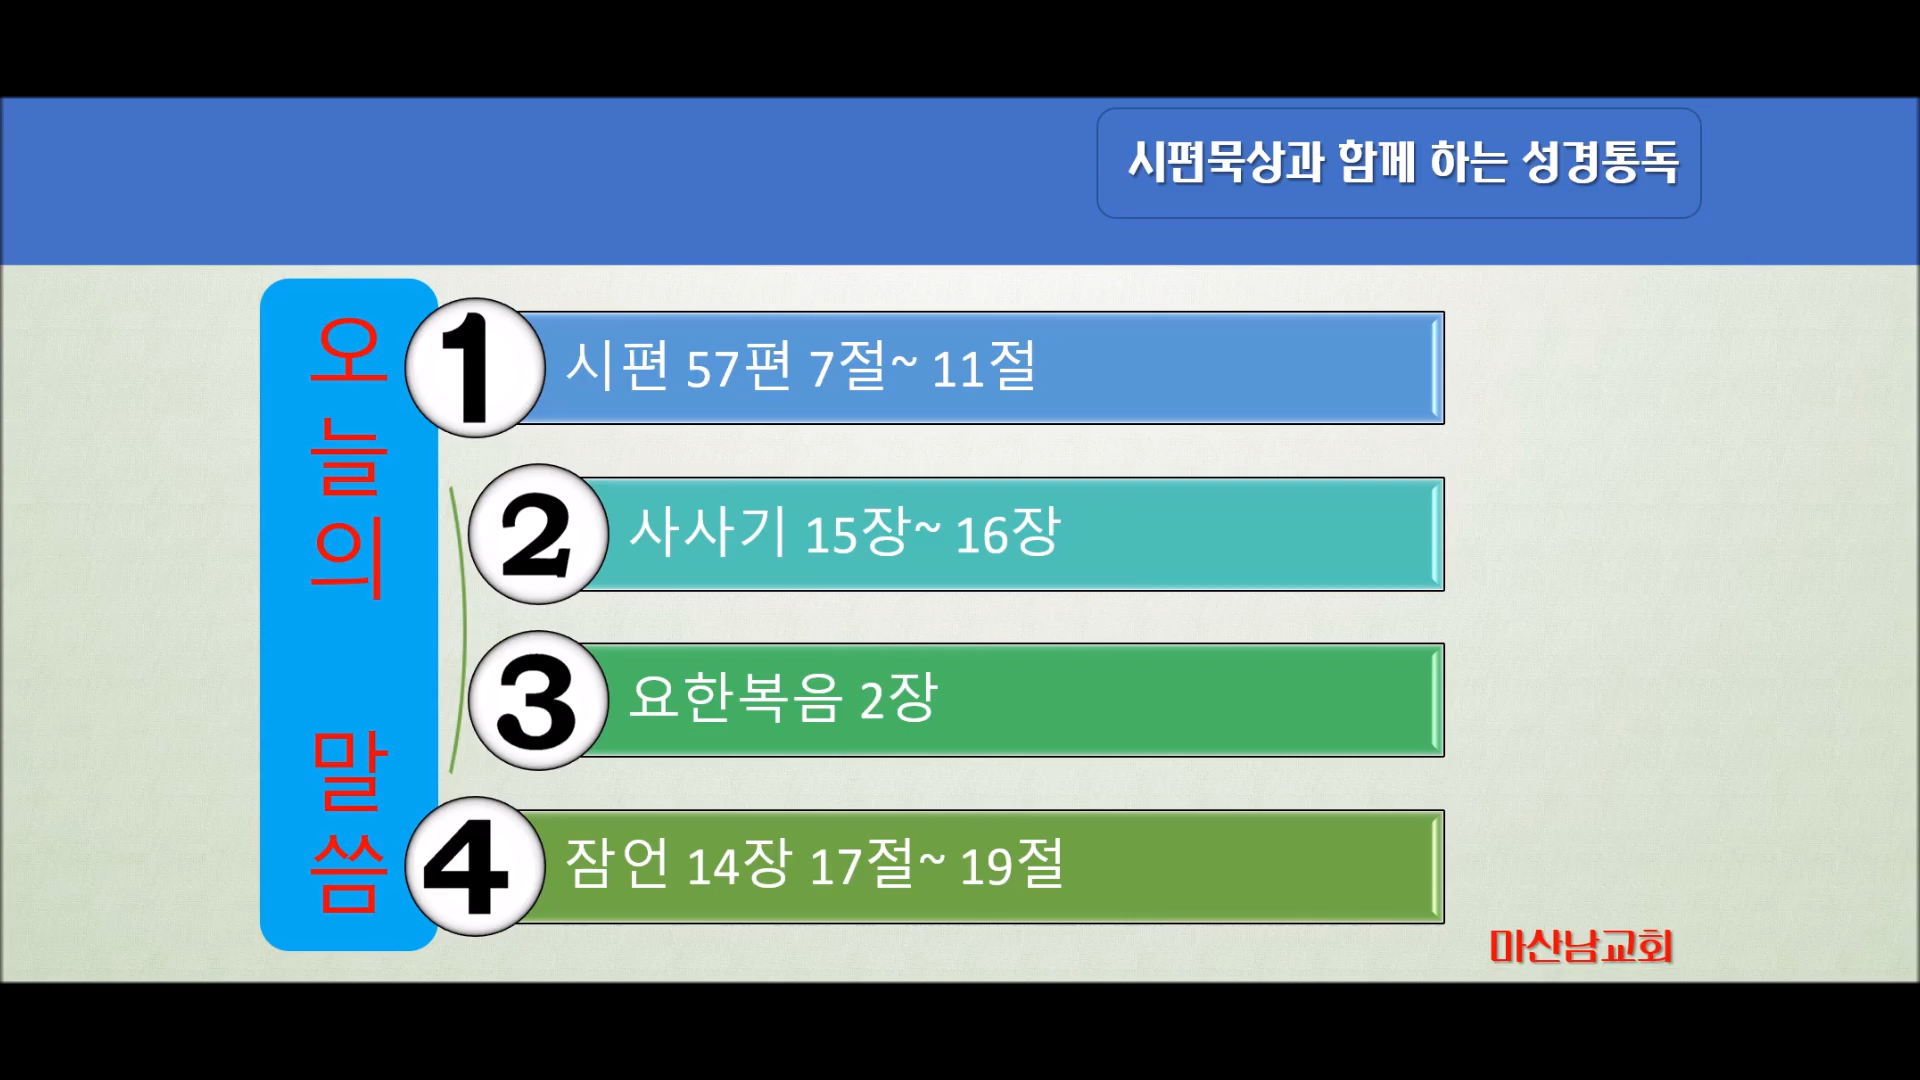 시편묵상과 함께 하는 성경통독
오늘의 말씀
1 시편 57편 7절~ 11절
2 사사기 15장~ 16장
3 요한복음 2장
4 잠언 14장 17절~ 19절
마산남교회